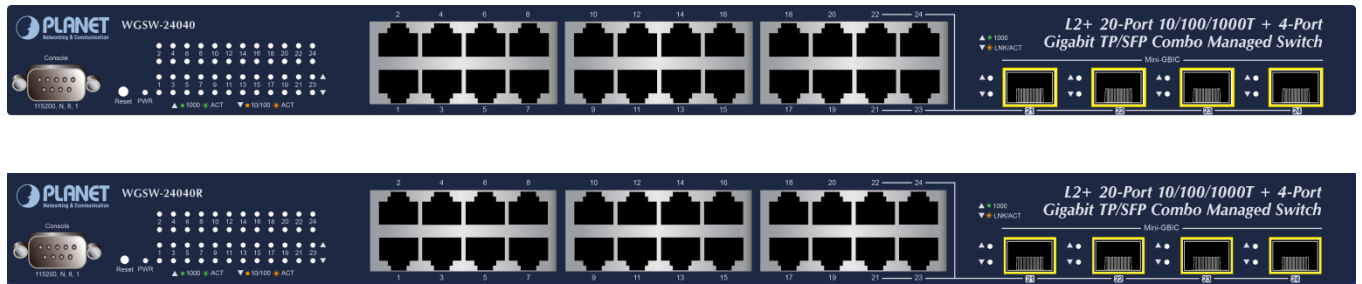 PLANET
Networking & Communication
WGSW-24040
Console
115200, N, 8, 1
Reset PWR
2 4 6 8 10 12 14 16 18 20 22 24
1 3 5 7 9 11 13 15 17 19 21 23
1000 ACT 10/100 ACT
2 4 6 8 10 12 14 16 18 20 22 24
1 3 5 7 9 11 13 15 17 19 21 23
1000
LNK/ACT
L2+ 20-Port 10/100/1000T + 4-Port
Gigabit TP/SFP Combo Managed Switch
Mini-GBIC
21 22 23 24
PLANET
Networking & Communication
WGSW-24040R
Console
115200, N, 8, 1
Reset PWR
2 4 6 8 10 12 14 16 18 20 22 24
1 3 5 7 9 11 13 15 17 19 21 23
1000 ACT 10/100 ACT
2 4 6 8 10 12 14 16 18 20 22 24
1 3 5 7 9 11 13 15 17 19 21 23
1000
LNK/ACT
L2+ 20-Port 10/100/1000T + 4-Port
Gigabit TP/SFP Combo Managed Switch
Mini-GBIC
21 22 23 24